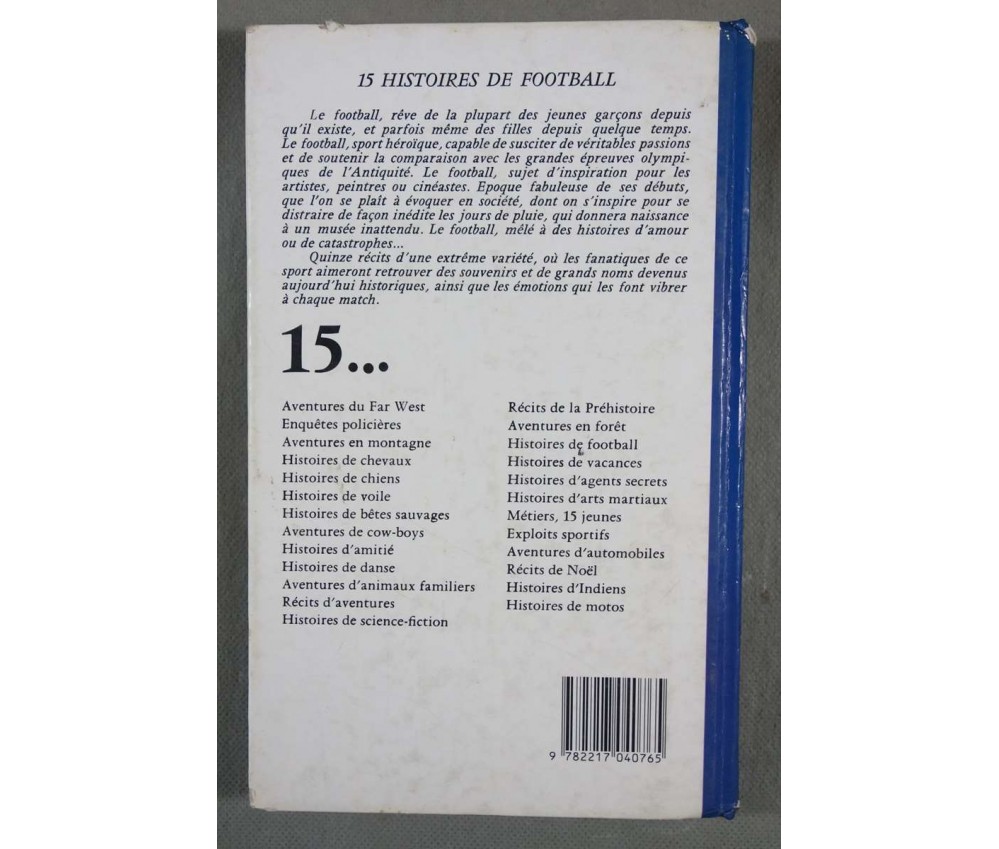 15 HISTOIRES DE FOOTBALL
Le football, rêve de la plupart des jeunes garçons depuis
qu'il existe, et parfois même des filles depuis quelque temps.
Le football, sport héroïque, capable de susciter de véritables passions
et de soutenir la comparaison avec les grandes épreuves olympi-
ques de l'Antiquité. Le football, sujet d'inspiration pour les
artistes, peintres ou cinéastes. Epoque fabuleuse de ses débuts,
que l'on se plaît à évoquer en société, dont on s'inspire pour se
distraire de façon inédite les jours de pluie, qui donnera naissance
à un musée inattendu. Le football, mêlé à des histoires d'amour
ou de catastrophes...
Quinze récits d'une extrême variété, où les fanatiques de ce
sport aimeront retrouver des souvenirs et de grands noms devenus
aujourd'hui historiques, ainsi que les émotions qui les font vibrer
à chaque match.
15...
Aventures du Far West
Enquêtes policières
Aventures en montagne
Histoires de chevaux
Histoires de chiens
Histoires de voile
Histoires de bêtes sauvages
Aventures de cow-boys
Histoires d'amitié
Histoires de danse
Aventures d'animaux familiers
Récits d'aventures
Histoires de science-fiction
Récits de la Préhistoire
Aventures en forêt
Histoires de football
Histoires de vacances
Histoires d'agents secrets
Histoires d'arts martiaux
Métiers, 15 jeunes
Exploits sportifs
Aventures d'automobiles
Récits de Noël
Histoires d'Indiens
Histoires de motos
9 782217 040765